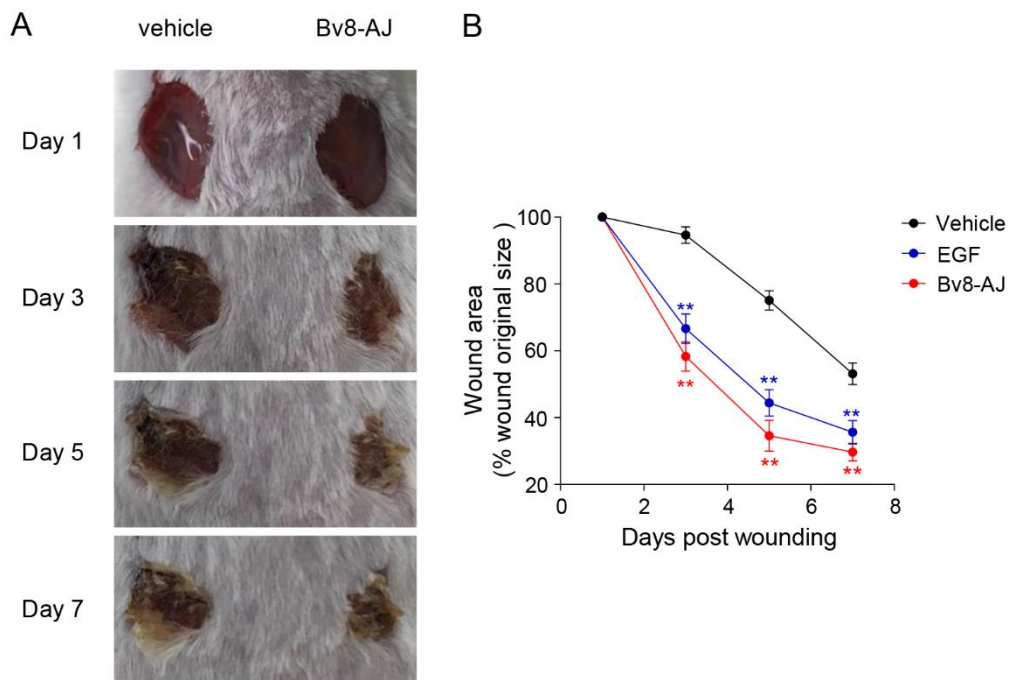 A
vehicle Bv8-AJ
Day 1
Day 3
Day 5
Day 7
B
Wound area
(% wound original size )
100
80
60
40
20
0 2 4 6 8
Days post wounding
Vehicle
EGF
Bv8-AJ
**
**
**
**
**
**